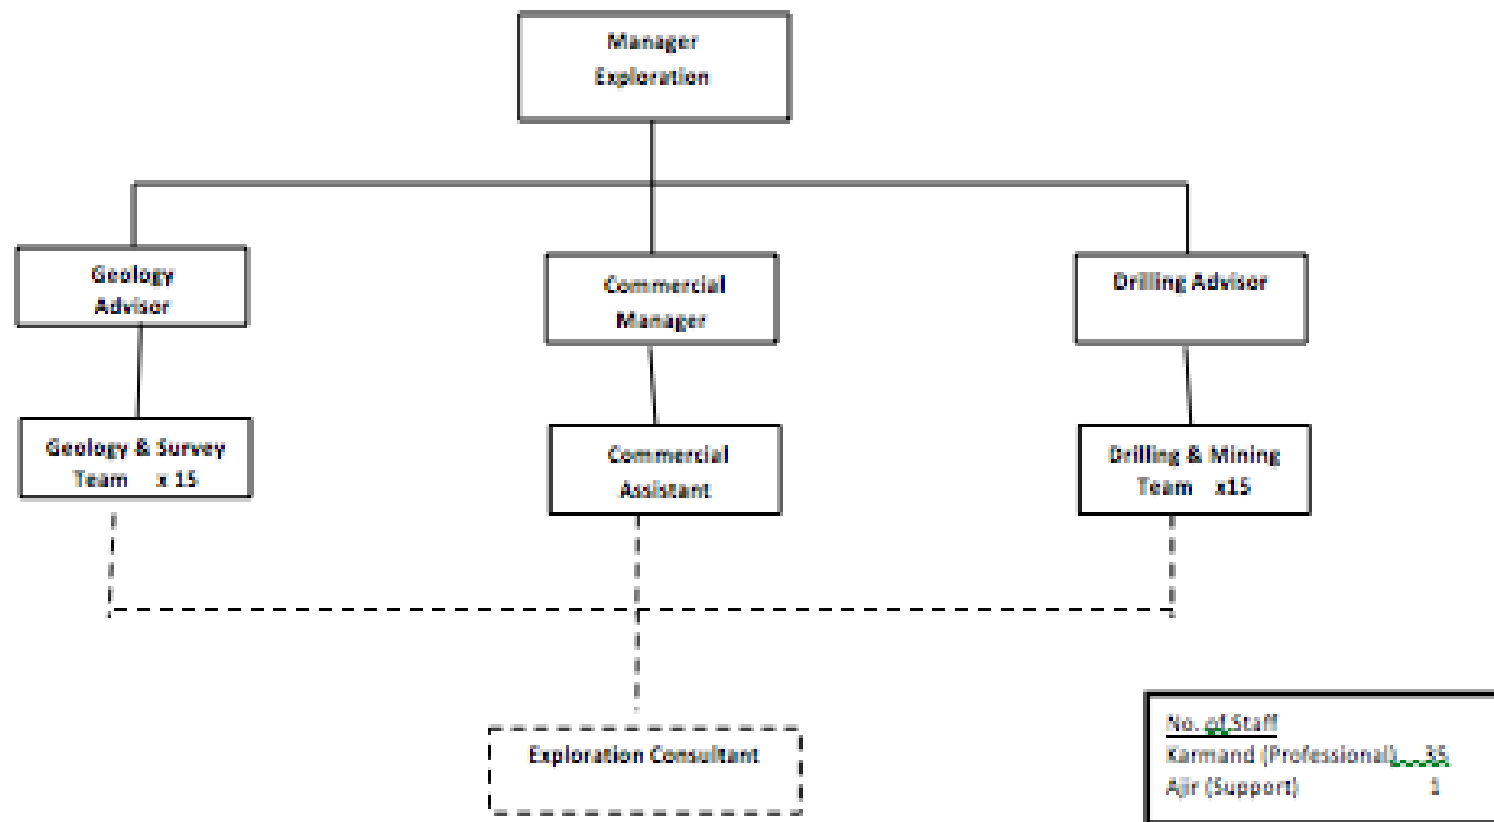 Manager
Exploration
Geology
Advisor
Commercial
Manager
Drilling Advisor
Geology & Survey
Team x 15
Commercial
Assistant
Drilling & Mining
Team x15
Exploration Consultant
No. of Staff
Karmand (Professional) 35
Ajir (Support) 1